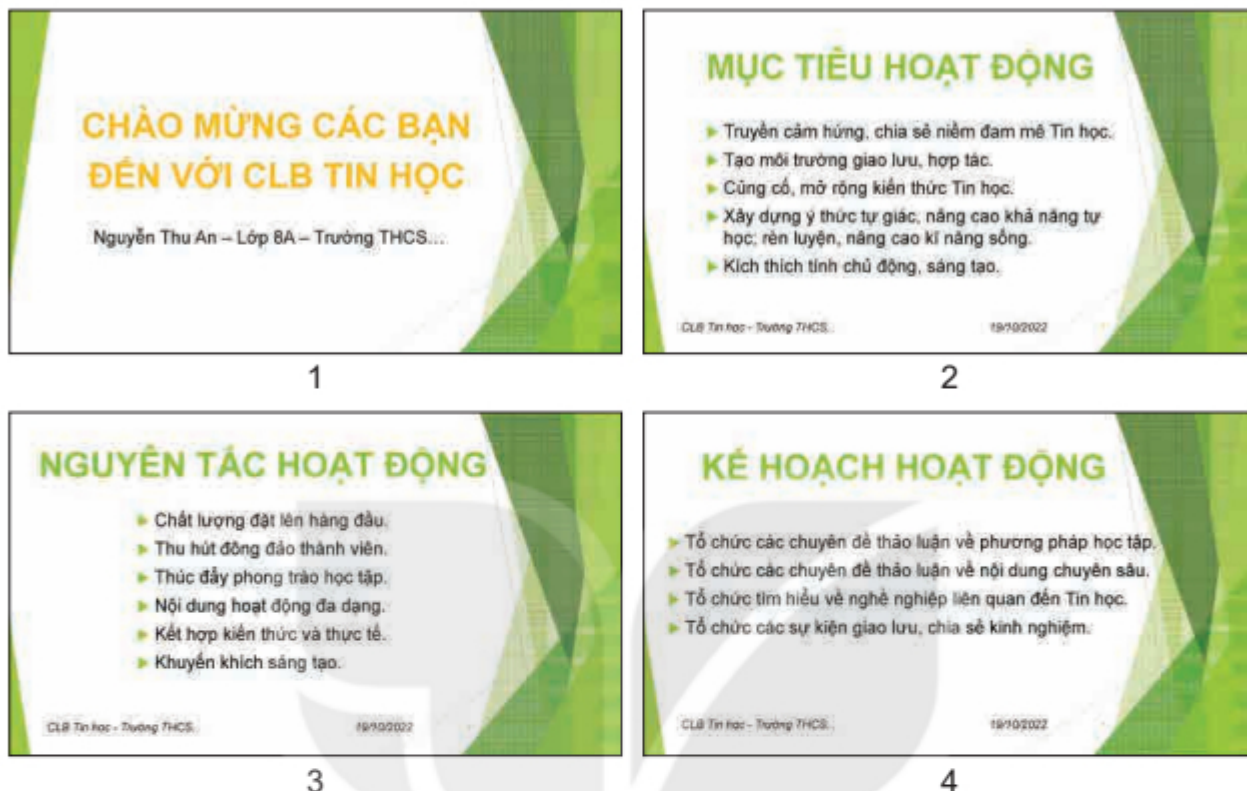 CHÀO MỪNG CÁC BẠN
ĐẾN VỚI CLB TIN HỌC
Nguyễn Thu An – Lớp 8A – Trường THCS...
1
MỤC TIÊU HOẠT ĐỘNG
Truyền cảm hứng, chia sẻ niềm đam mê Tin học.
Tạo môi trường giao lưu, hợp tác.
Củng cố, mở rộng kiến thức Tin học.
Xây dựng ý thức tự giác, nâng cao khả năng tự
học; rèn luyện, nâng cao kĩ năng sống.
Kích thích tính chủ động, sáng tạo.
CLB Tin học - Trường THCS... 19/10/2022
2
NGUYÊN TẮC HOẠT ĐỘNG
Chất lượng đặt lên hàng đầu.
Thu hút đông đảo thành viên.
Thúc đẩy phong trào học tập.
Nội dung hoạt động đa dạng.
Kết hợp kiến thức và thực tế.
Khuyến khích sáng tạo.
CLB Tin học - Trường THCS... 19/10/2022
3
KẾ HOẠCH HOẠT ĐỘNG
Tổ chức các chuyên đề thảo luận về phương pháp học tập.
Tổ chức các chuyên đề thảo luận về nội dung chuyên sâu.
Tổ chức tìm hiểu về nghề nghiệp liên quan đến Tin học.
Tổ chức các sự kiện giao lưu, chia sẻ kinh nghiệm.
CLB Tin học - Trường THCS... 19/10/2022
4